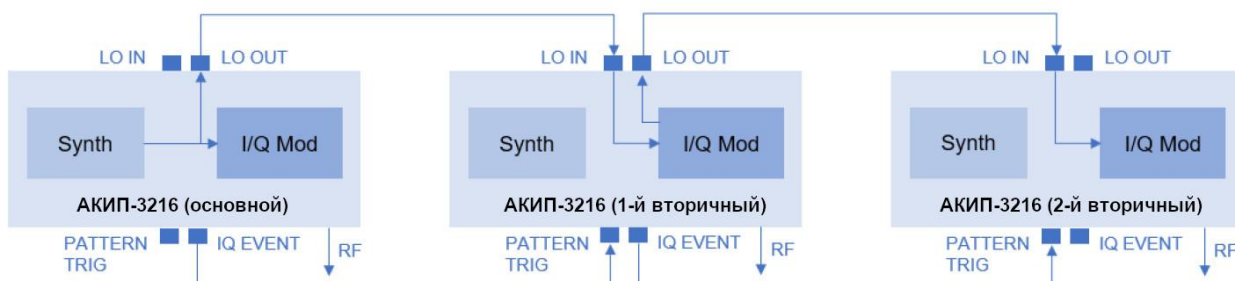 LO IN
LO OUT
LO IN
LO OUT
LO IN
LO OUT
Synth
I/Q Mod
Synth
I/Q Mod
Synth
I/Q Mod
АКИП-3216 (основной)
АКИП-3216 (1-й вторичный)
АКИП-3216 (2-й вторичный)
PATTERN
TRIG
IQ EVENT
RF
PATTERN
TRIG
IQ EVENT
RF
PATTERN
TRIG
IQ EVENT
RF